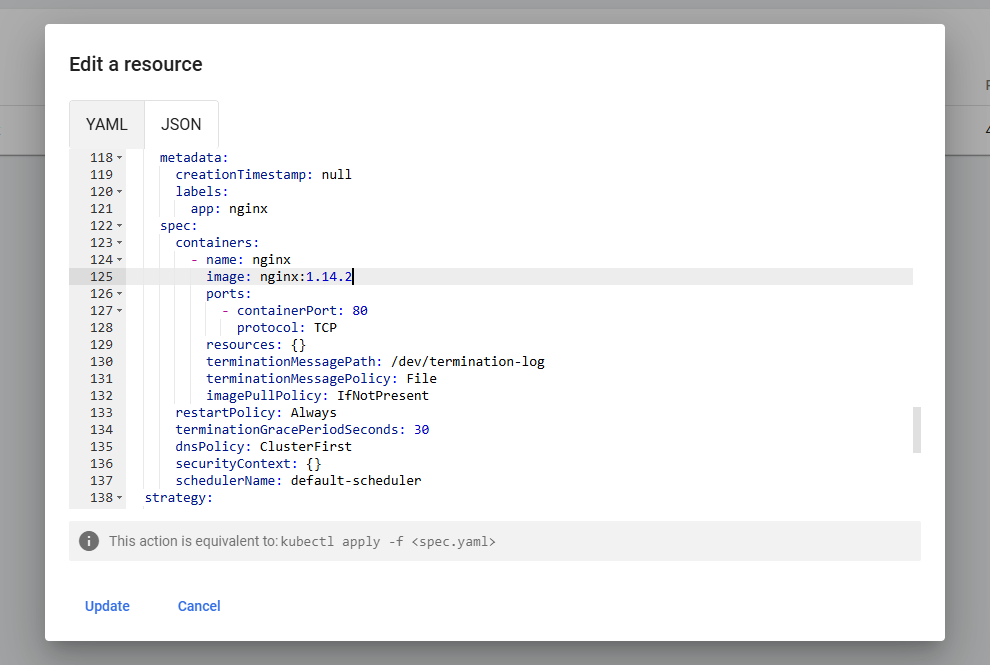 Edit a resource
YAML JSON
118 metadata:
119 creationTimestamp: null
120 labels:
121 app: nginx
122 spec:
123 containers:
124 - name: nginx
125 image: nginx:1.14.2
126 ports:
127 - containerPort: 80
128 protocol: TCP
129 resources: {}
130 terminationMessagePath: /dev/termination-log
131 terminationMessagePolicy: File
132 imagePullPolicy: IfNotPresent
133 restartPolicy: Always
134 terminationGracePeriodSeconds: 30
135 dnsPolicy: ClusterFirst
136 securityContext: {}
137 schedulerName: default-scheduler
138 strategy:
This action is equivalent to: kubectl apply -f <spec.yaml>
Update Cancel